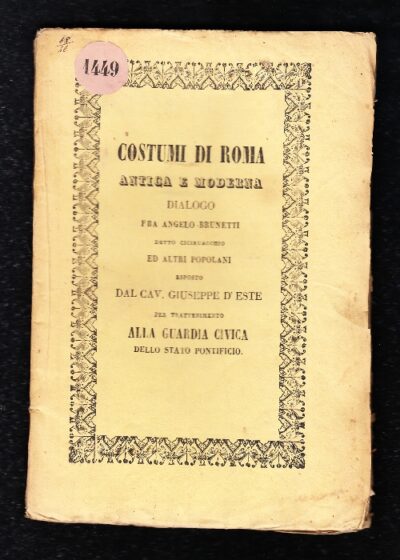 1449
COSTUMI DI ROMA
ANTICA E MODERNA
DIALOGO
FRA ANGELO BRUNETTI
DETTO CICERUACCHIO
ED ALTRI POPOLANI
ESPOSTO
DAL CAV. GIUSEPPE D'ESTE
PER TRATTENIMENTO
ALLA GUARDIA CIVICA
DELLO STATO PONTIFICIO.